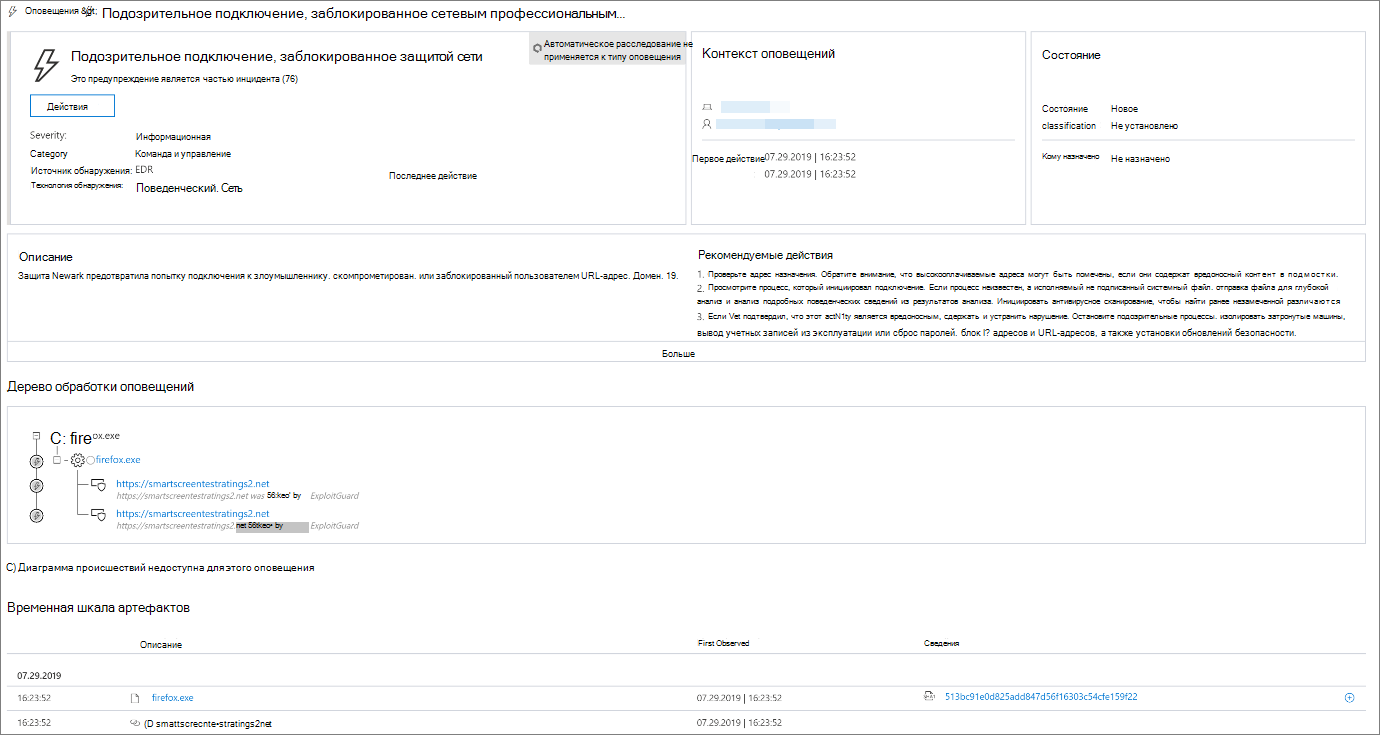 Оповещения &gt; Подозрительное подключение, заблокированное сетевым профессиональным...
Подозрительное подключение, заблокированное защитой сети
Это предупреждение является частью инцидента (76)
Автоматическое расследование не
применяется к типу оповещения
Действия
Severity: Информационная
Category Команда и управление
Источник обнаружения: EDR
Технология обнаружения: Поведенческий. Сеть
Последнее действие
Контекст оповещений
Первое действие 07.29.2019 | 16:23:52
07.29.2019 | 16:23:52
Состояние
Состояние Новое
classification Не установлено
Кому назначено Не назначено
Описание
Защита Newark предотвратила попытку подключения к злоумышленнику. скомпрометирован. или заблокированный пользователем URL-адрес. Домен. 19.
Рекомендуемые действия
1. Проверьте адрес назначения. Обратите внимание, что высокооплачиваемые адреса могут быть помечены, если они содержат вредоносный контент в подмостки.
2. Просмотрите процесс, который инициировал подключение. Если процесс неизвестен, а исполняемый не подписанный системный файл. отправка файла для глубокой
анализ и анализ подробных поведенческих сведений из результатов анализа. Инициировать антивирусное сканирование, чтобы найти ранее незамеченной различаются
3. Если Vet подтвердил, что этот actN1ty является вредоносным, сдержать и устранить нарушение. Остановите подозрительные процессы. изолировать затронутые машины,
вывод учетных записей из эксплуатации или сброс паролей. блок I? адресов и URL-адресов, а также установки обновлений безопасности.
Больше
Дерево обработки оповещений
C: fire ox.exe
firefox.exe
https://smartscreentestratings2.net
https://smartscreentestratings2.net was 56:keo' by ExploitGuard
https://smartscreentestratings2.net
https://smartscreentestratings2.net 56tkeo• by ExploitGuard
C) Диаграмма происшествий недоступна для этого оповещения
Временная шкала артефактов
Описание First Observed Сведения
07.29.2019
16:23:52 firefox.exe 07.29.2019 | 16:23:52 513bc91e0d825add847d56f16303c54cfe159f22
16:23:52 (D smattscrecnte•stratings2net 07.29.2019 | 16:23:52